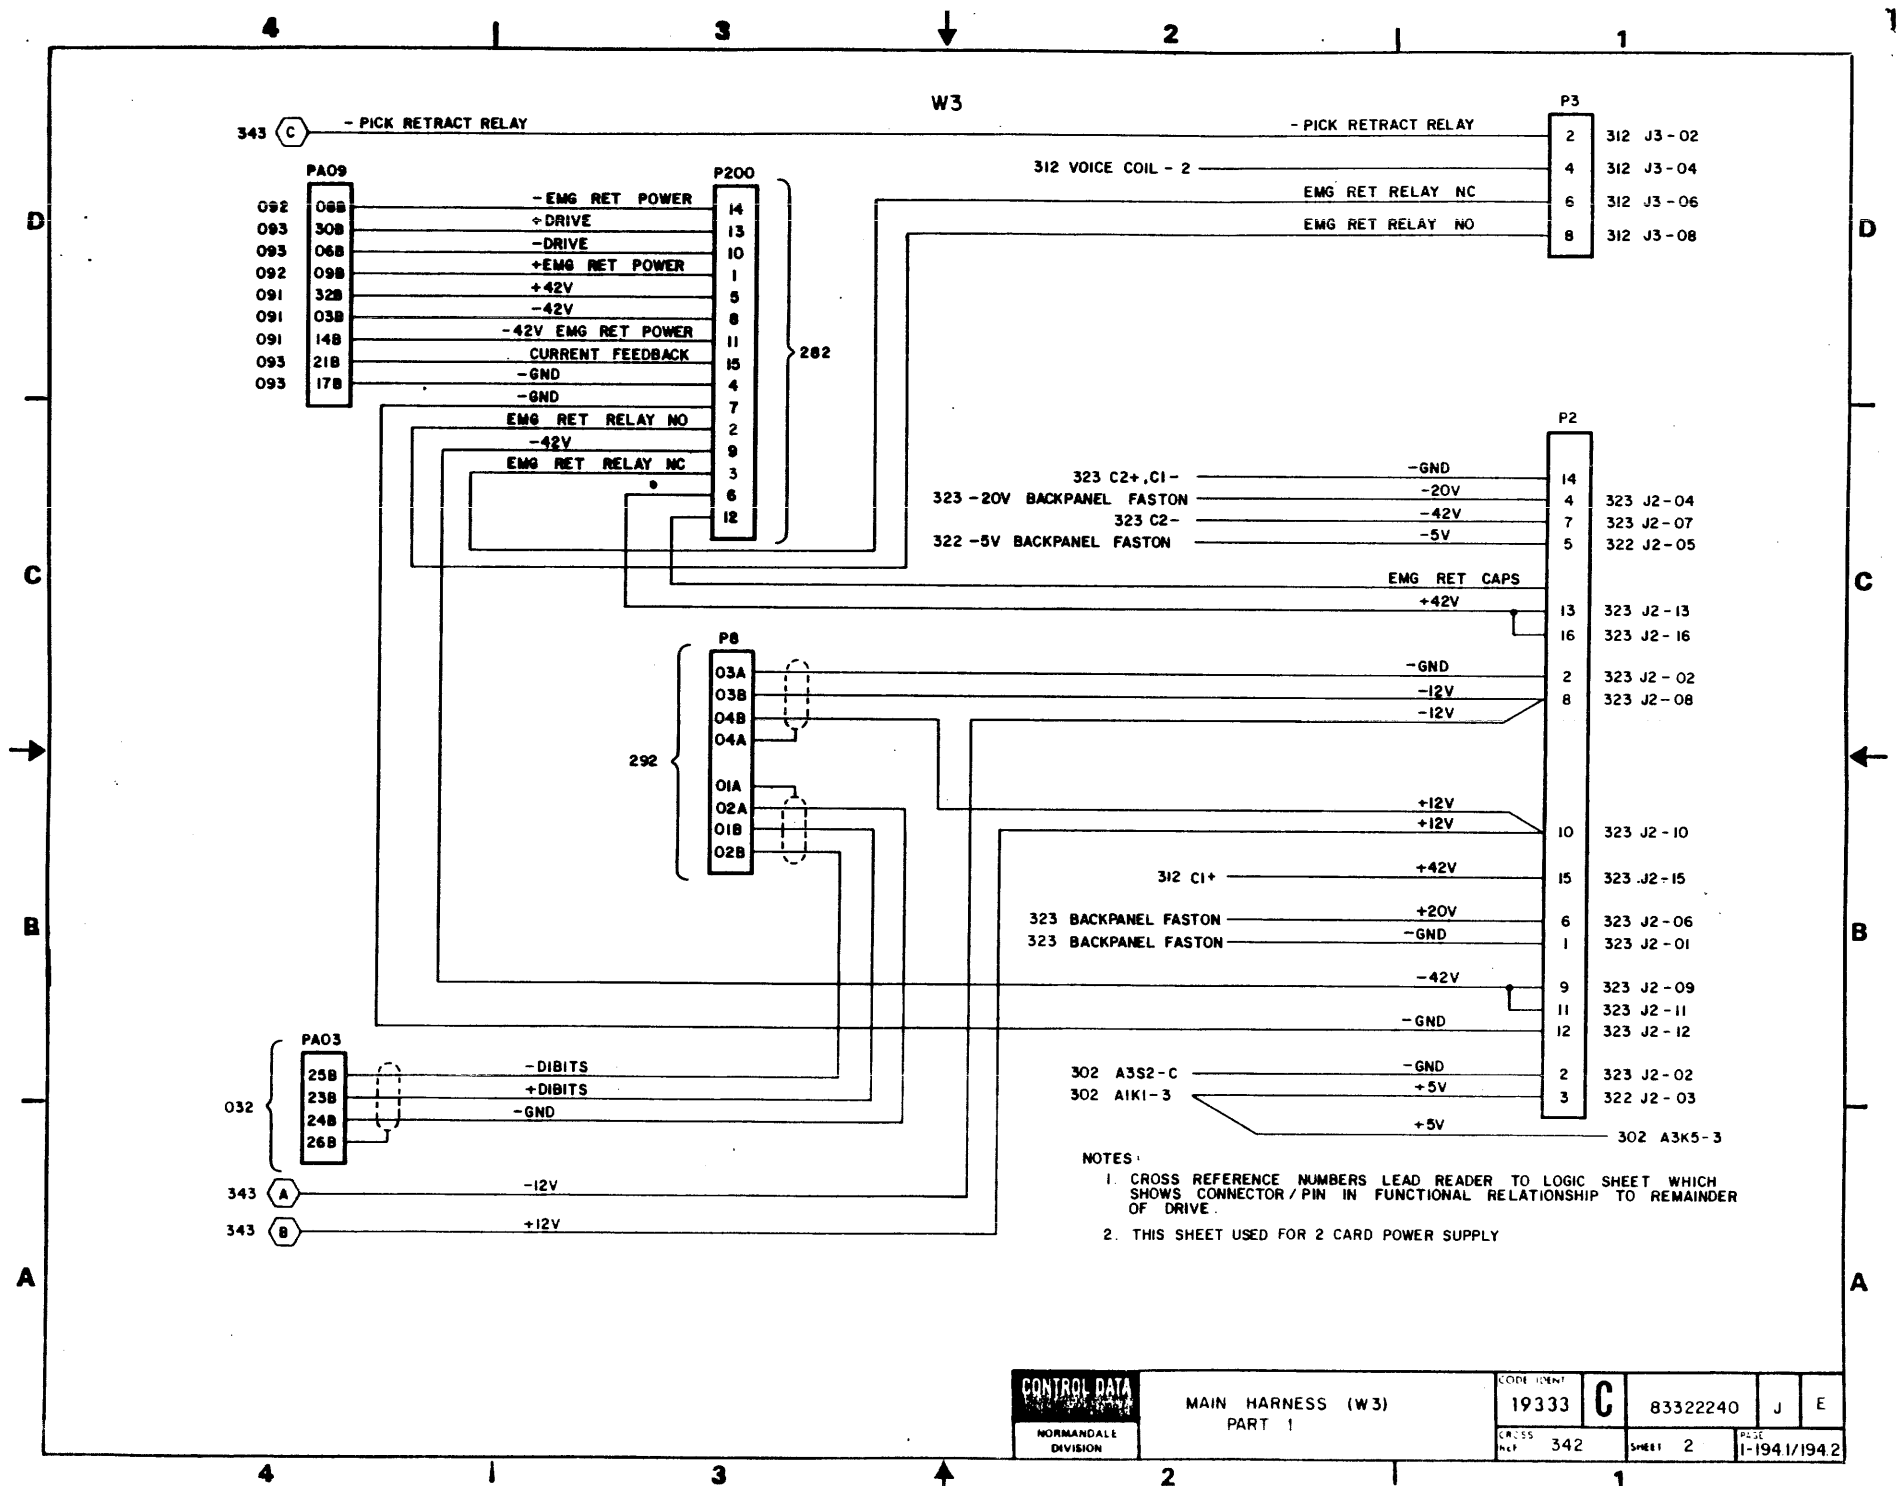 4 3 2 1
W3
343 C - PICK RETRACT RELAY - PICK RETRACT RELAY
P3
2 312 J3-02
312 VOICE COIL - 2 4 312 J3-04
EMG RET RELAY NC 6 312 J3-06
EMG RET RELAY NO 8 312 J3-08
D D
PA09 P200
092 08B -EMG RET POWER 14
093 30B +DRIVE 13
093 06B -DRIVE 10
092 09B +EMG RET POWER 1
091 32B +42V 5
091 03B -42V 8
091 14B -42V EMG RET POWER 11
093 21B CURRENT FEEDBACK 15
093 17B -GND 4
-GND 7
EMG RET RELAY NO 2
-42V 9
EMG RET RELAY NC 3
6
12
282
P2
323 C2+,C1- -GND 14
323 -20V BACKPANEL FASTON -20V 4 323 J2-04
323 C2- -42V 7 323 J2-07
322 -5V BACKPANEL FASTON -5V 5 322 J2-05
C C
EMG RET CAPS
+42V 13 323 J2-13
16 323 J2-16
P8
03A -GND 2 323 J2-02
03B -12V 8 323 J2-08
04B -12V
04A
292
01A
02A +12V
01B +12V 10 323 J2-10
02B
312 C1+ +42V 15 323 J2-15
323 BACKPANEL FASTON +20V 6 323 J2-06
323 BACKPANEL FASTON -GND 1 323 J2-01
B B
-42V 9 323 J2-09
11 323 J2-11
-GND 12 323 J2-12
302 A3S2-C -GND 2 323 J2-02
302 A1K1-3 +5V 3 322 J2-03
+5V 302 A3K5-3
PA03
25B -DIBITS
23B +DIBITS
032
24B -GND
26B
343 A -12V
343 B +12V
NOTES:
1. CROSS REFERENCE NUMBERS LEAD READER TO LOGIC SHEET WHICH
SHOWS CONNECTOR/PIN IN FUNCTIONAL RELATIONSHIP TO REMAINDER
OF DRIVE.
2. THIS SHEET USED FOR 2 CARD POWER SUPPLY
A A
CONTROL DATA
NORMANDALE
DIVISION
MAIN HARNESS (W3)
PART 1
CODE IDENT
19333 C 83322240 J E
CROSS
REF 342 SHEET 2 PAGE
1-194.1/194.2
4 3 2 1